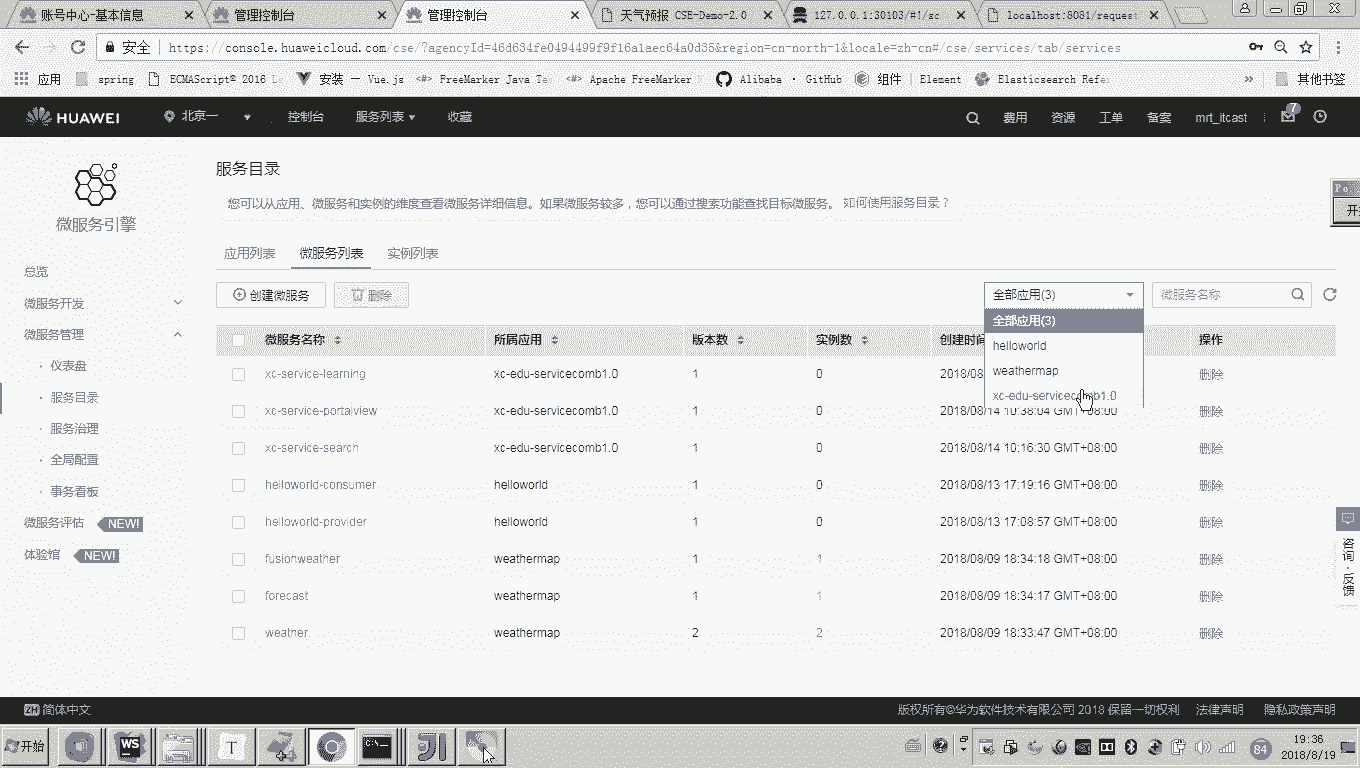 账号中心-基本信息
管理控制台
管理控制台
天气预报 CSE-Demo-2.0
127.0.0.1:30103/#!/sc
localhost:8081/request
安全
https://console.huaweicloud.com/cse/?agencyId=46d634fe0494499f9f16a1aec64a0d35&region=cn-north-1&locale=zh-cn#/cse/services/tab/services
应用
spring
ECMAScript® 2016 La
安装 — Vue.js
FreeMarker Java Tem
Apache FreeMarker
Alibaba · GitHub
组件 | Element
Elasticsearch Refer
»
其他书签
HUAWEI
北京一
控制台
服务列表
收藏
费用
资源
工单
备案
mrt_itcast
7
微服务引擎
总览
微服务开发
微服务管理
· 仪表盘
· 服务目录
· 服务治理
· 全局配置
· 事务看板
微服务评估 NEW!
体验馆 NEW!
服务目录
您可以从应用、微服务和实例的维度查看微服务详细信息。如果微服务较多，您可以通过搜索功能查找目标微服务。 如何使用服务目录？
应用列表 微服务列表 实例列表
创建微服务 删除
全部应用(3)
微服务名称
全部应用(3)
helloworld
weathermap
xc-edu-servicecomb1.0
微服务名称 所属应用 版本数 实例数 创建时间 操作
xc-service-learning xc-edu-servicecomb1.0 1 0 2018/08 删除
xc-service-portalview xc-edu-servicecomb1.0 1 0 2018/08/14 10:38:04 GMT+08:00 删除
xc-service-search xc-edu-servicecomb1.0 1 0 2018/08/14 10:16:30 GMT+08:00 删除
helloworld-consumer helloworld 1 0 2018/08/13 17:19:16 GMT+08:00 删除
helloworld-provider helloworld 1 0 2018/08/13 17:08:57 GMT+08:00 删除
fusionweather weathermap 1 1 2018/08/09 18:34:18 GMT+08:00 删除
forecast weathermap 1 1 2018/08/09 18:34:17 GMT+08:00 删除
weather weathermap 2 2 2018/08/09 18:33:47 GMT+08:00 删除
咨询·反馈
ZH 简体中文
版权所有©华为软件技术有限公司 2018 保留一切权利 法律声明 隐私政策声明
开始
WS
T
84
19:36
2018/8/19